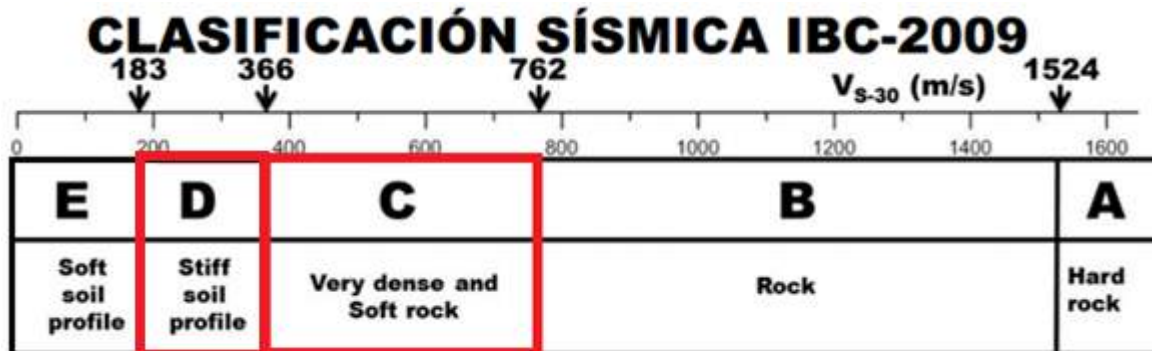 CLASIFICACIÓN SÍSMICA IBC-2009
183 366 762 1524
V_{S-30} (m/s)
0 200 400 600 800 1000 1200 1400 1600
E D C B A
Soft soil profile
Stiff soil profile
Very dense and
Soft rock
Rock
Hard rock